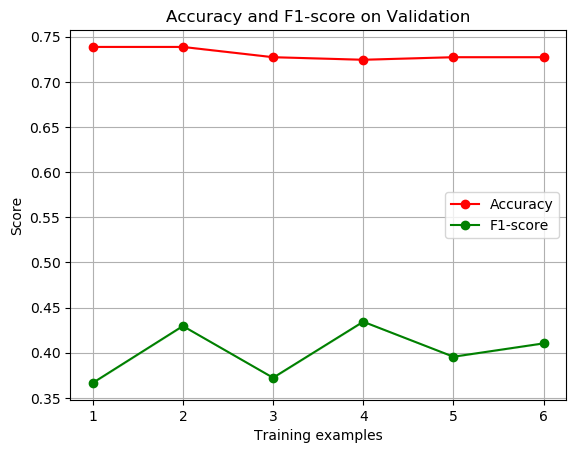 Accuracy and F1-score on Validation
0.75
0.70
0.65
0.60
0.55
0.50
0.45
0.40
0.35
Score
Accuracy
F1-score
1 2 3 4 5 6
Training examples